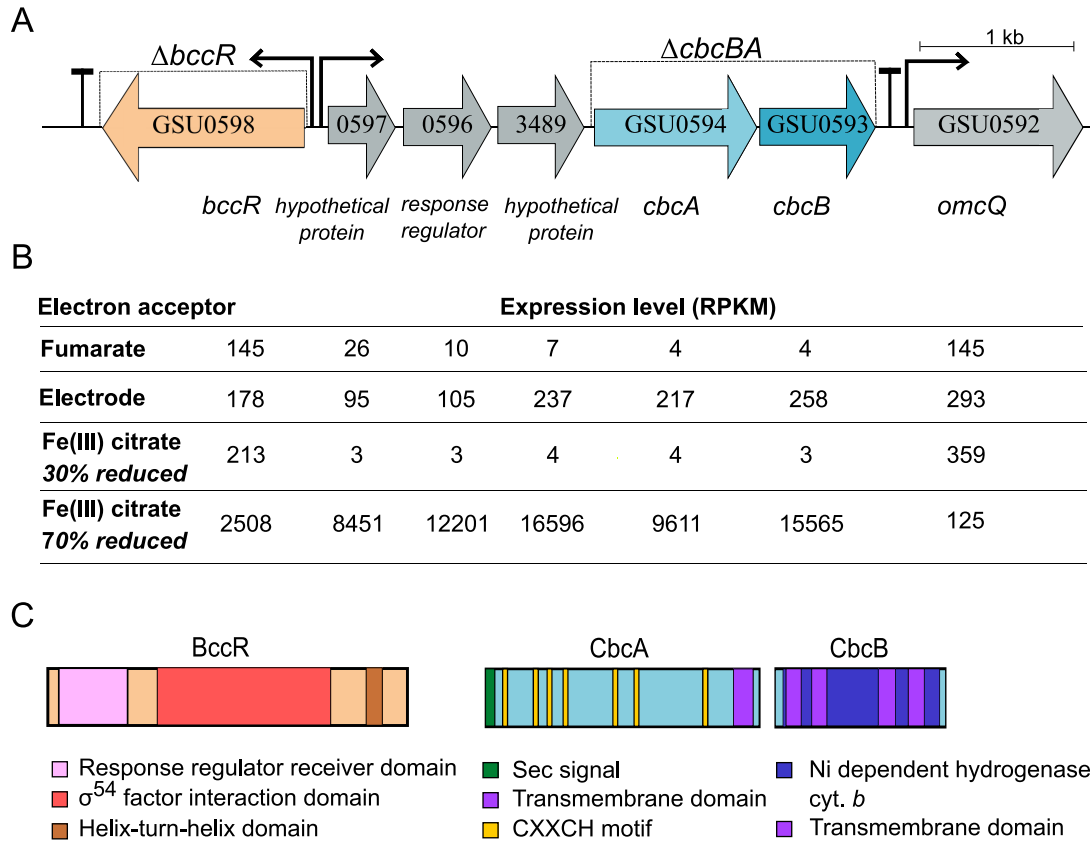 A
ΔbccR
ΔcbcBA
1 kb
GSU0598 0597 0596 3489 GSU0594 GSU0593 GSU0592
bccR hypothetical protein response regulator hypothetical protein cbcA cbcB omcQ
B
Electron acceptor Expression level (RPKM)
Fumarate 145 26 10 7 4 4 145
Electrode 178 95 105 237 217 258 293
Fe(III) citrate
30% reduced 213 3 3 4 4 3 359
Fe(III) citrate
70% reduced 2508 8451 12201 16596 9611 15565 125
C
BccR CbcA CbcB
Response regulator receiver domain
σ54 factor interaction domain
Helix-turn-helix domain
Sec signal
Transmembrane domain
CXXCH motif
Ni dependent hydrogenase
cyt. b
Transmembrane domain